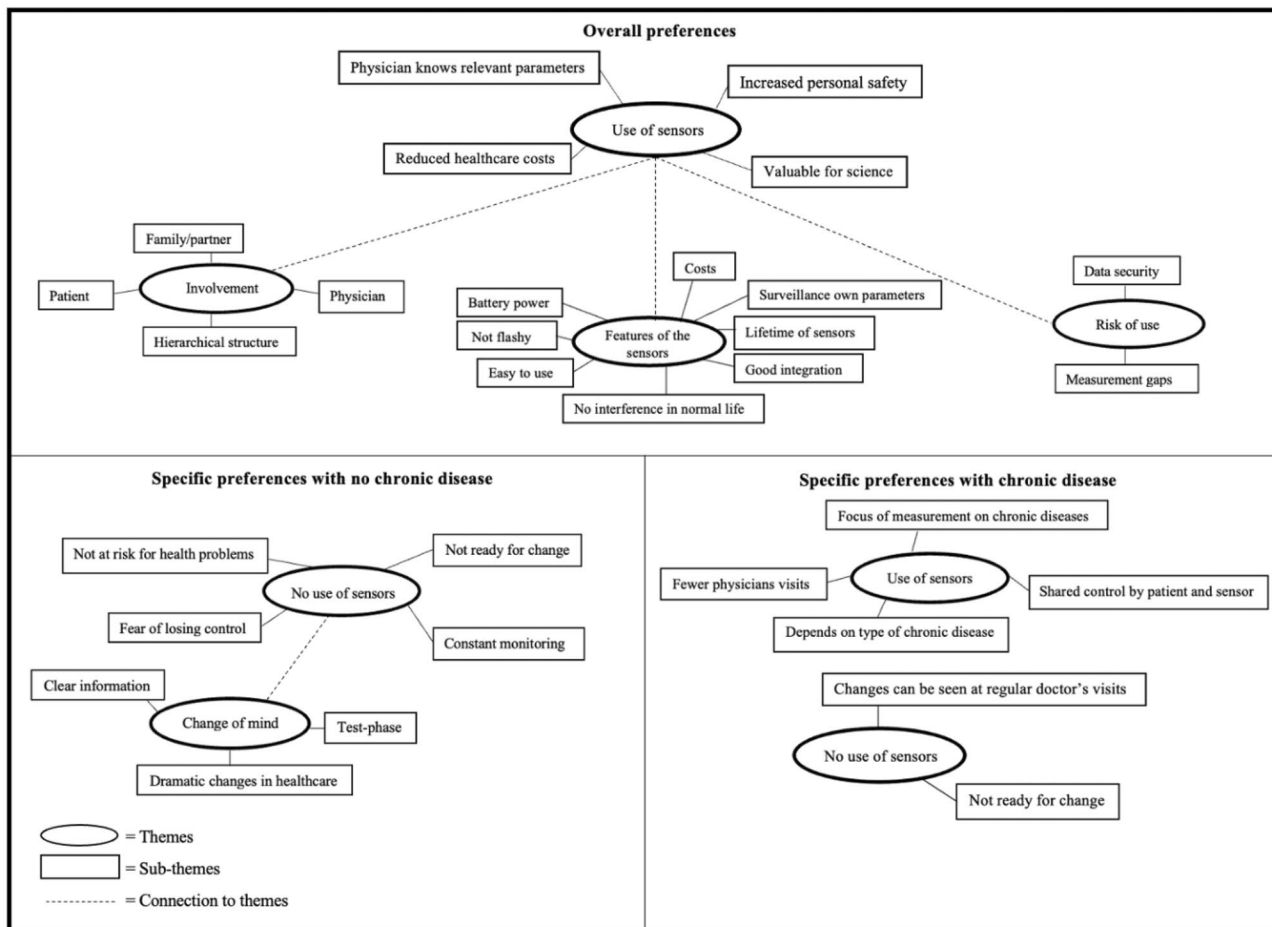 Overall preferences
Physician knows relevant parameters
Increased personal safety
Use of sensors
Reduced healthcare costs
Valuable for science
Family/partner
Patient
Involvement
Physician
Hierarchical structure
Costs
Battery power
Surveillance own parameters
Not flashy
Features of the
sensors
Lifetime of sensors
Easy to use
Good integration
No interference in normal life
Data security
Risk of use
Measurement gaps
Specific preferences with no chronic disease
Not at risk for health problems
Not ready for change
No use of sensors
Fear of losing control
Constant monitoring
Clear information
Change of mind
Test-phase
Dramatic changes in healthcare
= Themes
= Sub-themes
= Connection to themes
Specific preferences with chronic disease
Focus of measurement on chronic diseases
Fewer physicians visits
Use of sensors
Shared control by patient and sensor
Depends on type of chronic disease
Changes can be seen at regular doctor's visits
No use of sensors
Not ready for change